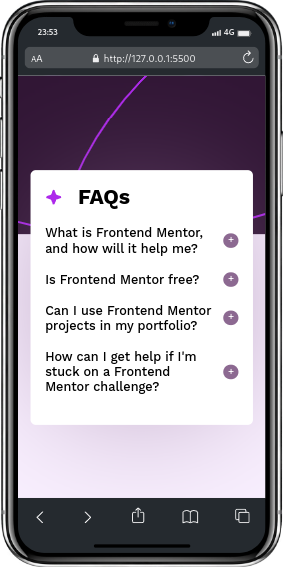 23:53
4G
AA
http://127.0.0.1:5500
FAQs
What is Frontend Mentor,
and how will it help me?
Is Frontend Mentor free?
Can I use Frontend Mentor
projects in my portfolio?
How can I get help if I'm
stuck on a Frontend
Mentor challenge?